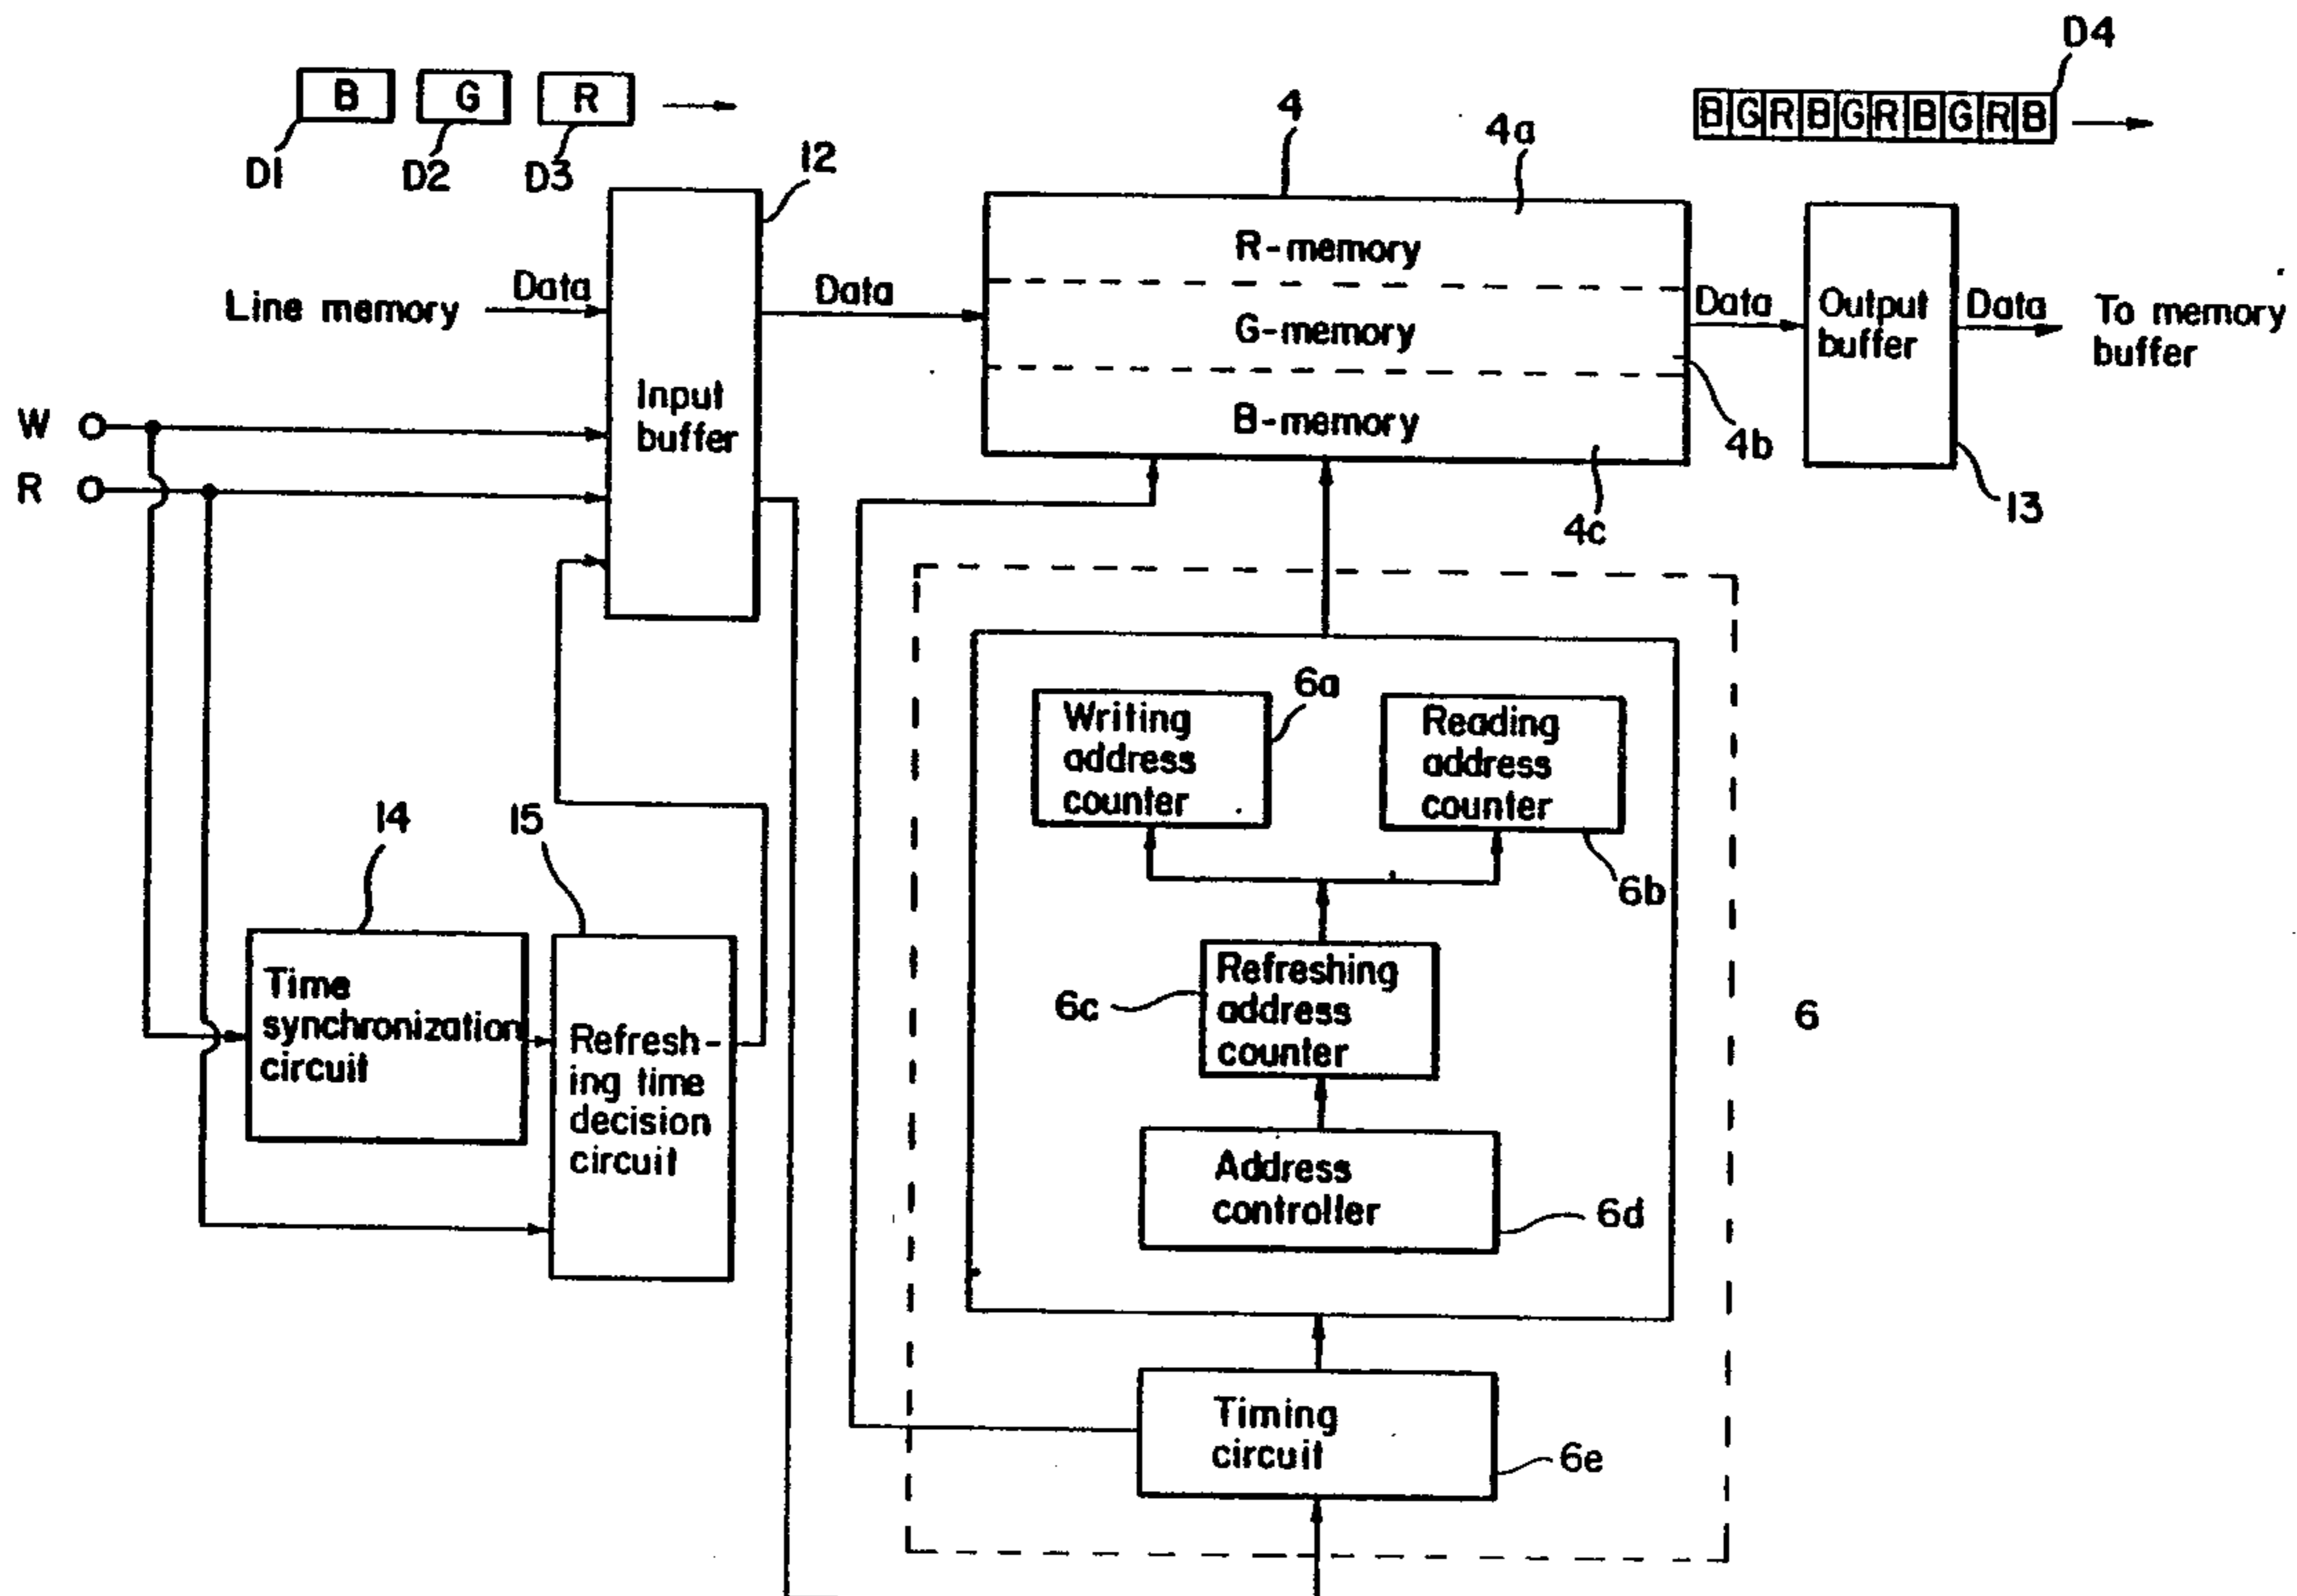 D4
B G R
B G R B G R B G R B
D1 D2 D3
12
4
4a
R-memory
Line memory
Data
Data
G-memory
Data
Output
buffer
Data
To memory
buffer
Input
buffer
B-memory
W
R
4b
4c
13
6a
Writing
address
counter
Reading
address
counter
6b
14
15
Time
synchronization
circuit
Refresh-
ing time
decision
circuit
6c
Refreshing
address
counter
6
Address
controller
6d
Timing
circuit
6e